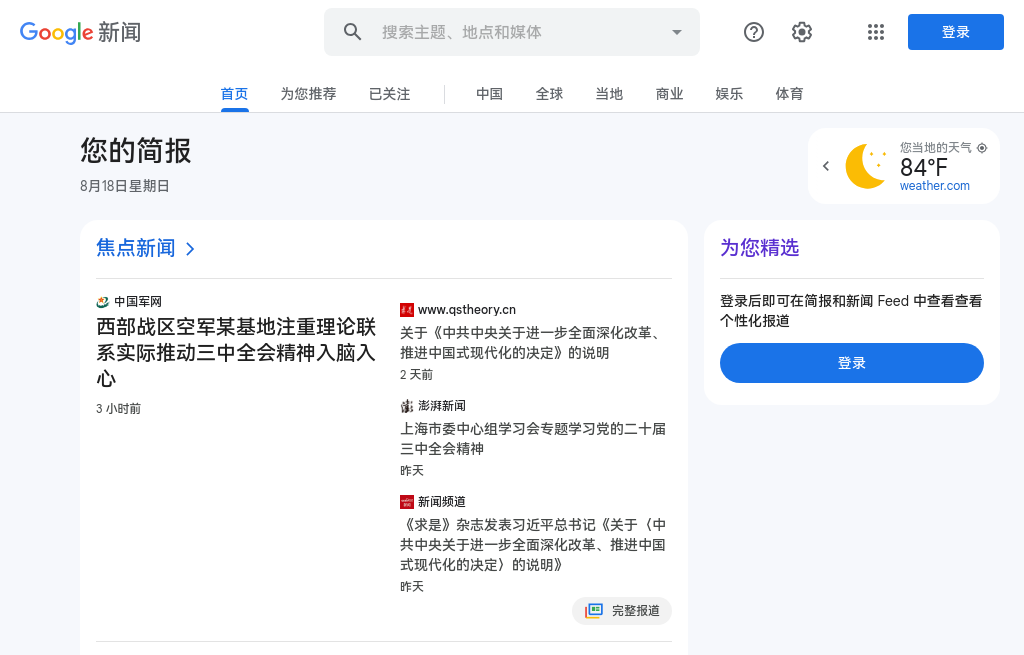 Google 新闻
搜索主题、地点和媒体
登录
首页
为您推荐
已关注
中国
全球
当地
商业
娱乐
体育
您的简报
8月18日星期日
您当地的天气
84°F
weather.com
焦点新闻
中国军网
西部战区空军某基地注重理论联
系实际推动三中全会精神入脑入
心
3 小时前
www.qstheory.cn
关于《中共中央关于进一步全面深化改革、
推进中国式现代化的决定》的说明
2 天前
澎湃新闻
上海市委中心组学习会专题学习党的二十届
三中全会精神
昨天
新闻频道
《求是》杂志发表习近平总书记《关于〈中
共中央关于进一步全面深化改革、推进中国
式现代化的决定〉的说明》
昨天
完整报道
为您精选
登录后即可在简报和新闻 Feed 中查看查看
个性化报道
登录